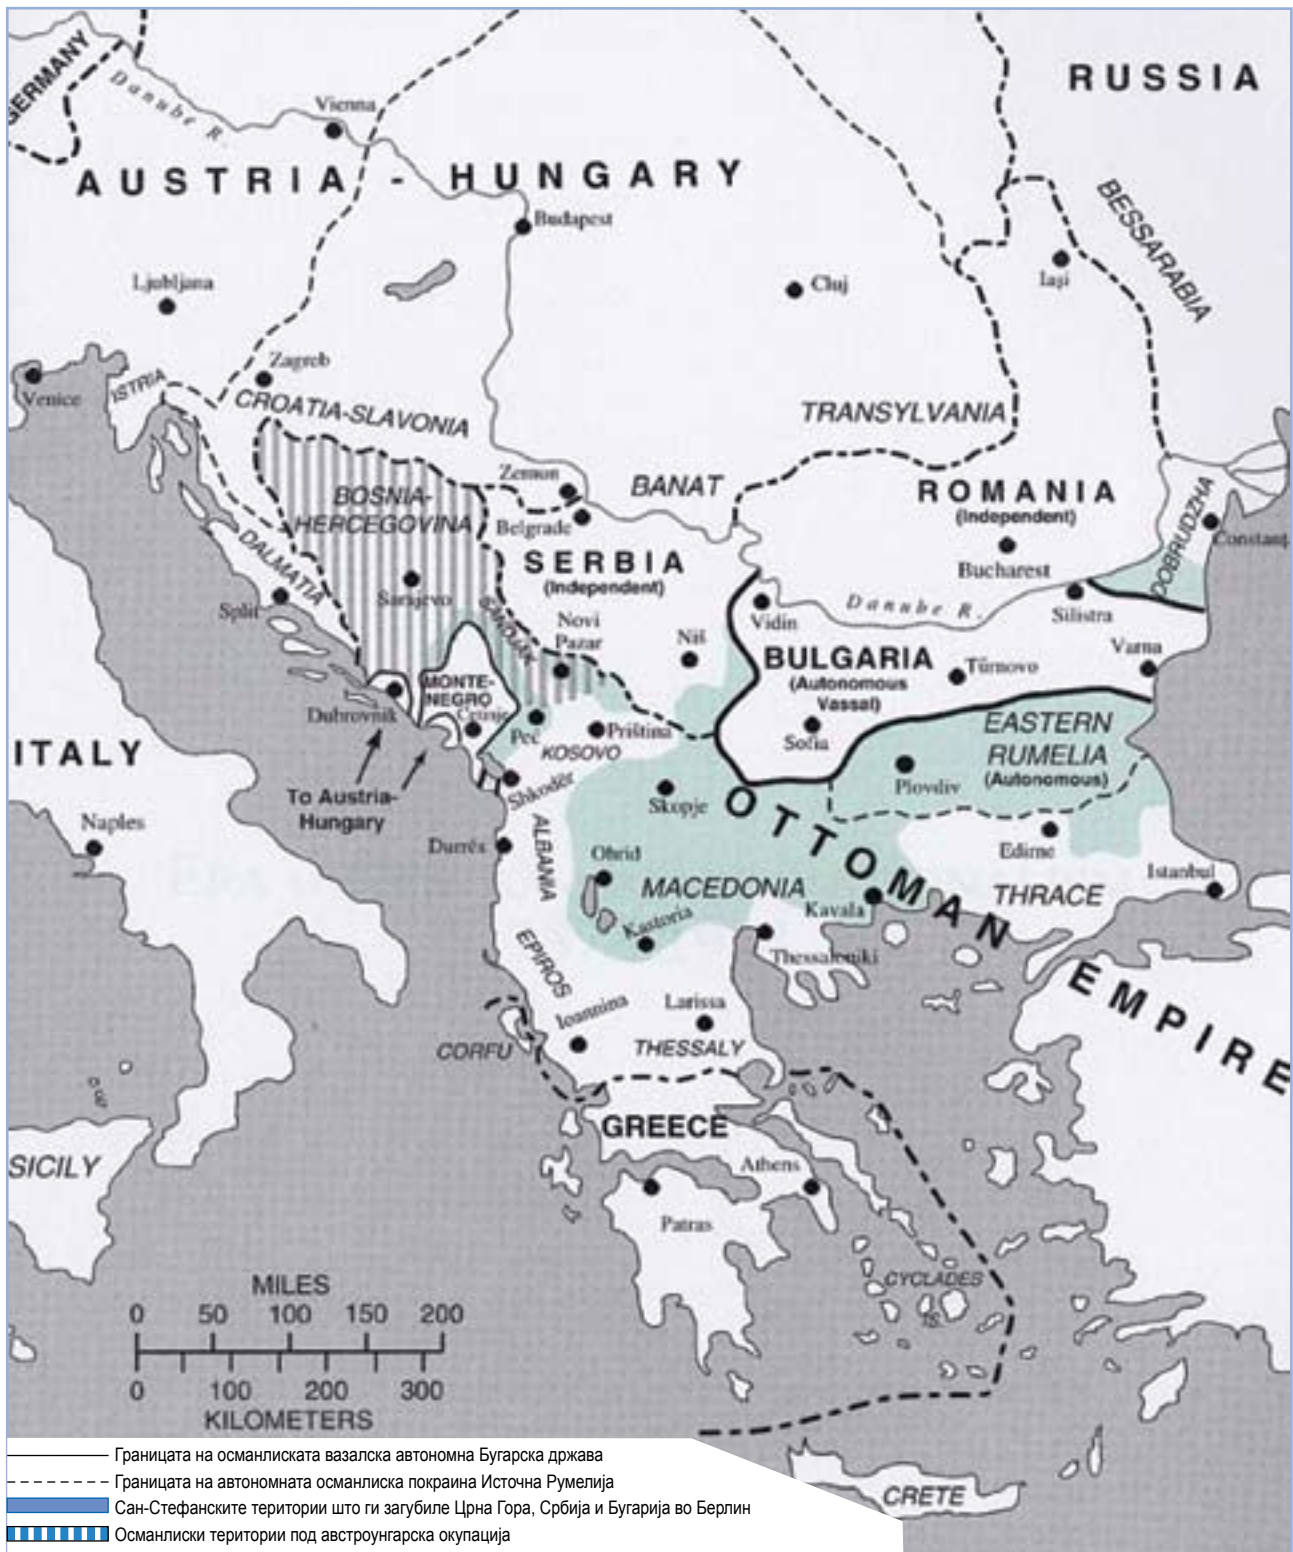 GERMANY
RUSSIA
Danube R.
Vienna
AUSTRIA - HUNGARY
BESSARABIA
Budapest
Ljubljana
Cluj
Iaşi
Zagreb
Venice
ISTRIA
CROATIA-SLAVONIA
TRANSYLVANIA
Zemun
BANAT
BOSNIA-
HERCEGOVINA
ROMANIA
(Independent)
DOBRUDZHA
Belgrade
Constanţ
DALMATIA
SERBIA
(Independent)
Bucharest
Sarajevo
Split
SANDJAK
Novi
Pazar
Danube R.
Silistra
Vidin
Niš
Varna
BULGARIA
(Autonomous
Vassal)
Tŭrnovo
MONTE-
NEGRO
Cetinje
Dubrovnik
Peć
Priština
KOSOVO
Sofia
EASTERN
RUMELIA
(Autonomous)
ITALY
To Austria-
Hungary
Shkodër
Skopje
Plovdiv
OTTOMAN EMPIRE
Naples
Durrës
ALBANIA
Ohrid
Edirne
Istanbul
MACEDONIA
THRACE
Kavala
Kastoria
Thessaloniki
EPIROS
Ioannina
Larissa
CORFU
THESSALY
GREECE
SICILY
Athens
Patras
CYCLADES
IS.
MILES
0 50 100 150 200
0 100 200 300
KILOMETERS
CRETE
Границата на османлиската вазалска автономна Бугарска држава
Границата на автономната османлиска покраина Источна Румелија
Сан-Стефанските територии што ги загубиле Црна Гора, Србија и Бугарија во Берлин
Османлиски територии под австроунгарска окупација